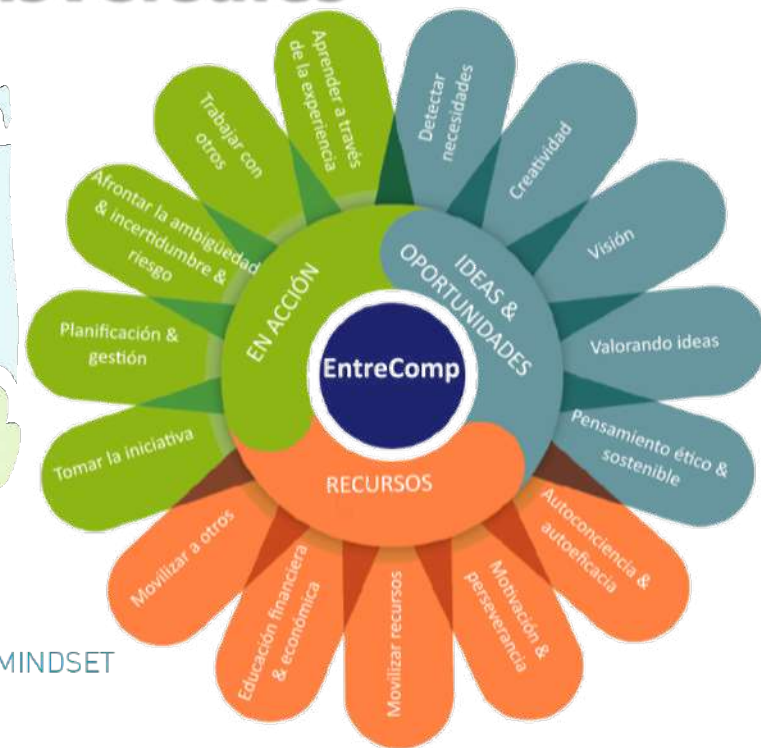 Aprender a través
de la experiencia
Detectar
necesidades
Creatividad
Visión
Valorando ideas
Pensamiento ético &
sostenible
Autoconciencia &
autoeficacia
Motivación &
perseverancia
Movilizar recursos
Educación financiera
& económica
Movilizar a otros
Tomar la iniciativa
Planificación &
gestión
Afrontar la ambigüedad
& incertidumbre &
riesgo
Trabajar con
otros
EN ACCIÓN
IDEAS &
OPORTUNIDADES
EntreComp
RECURSOS
MINDSET